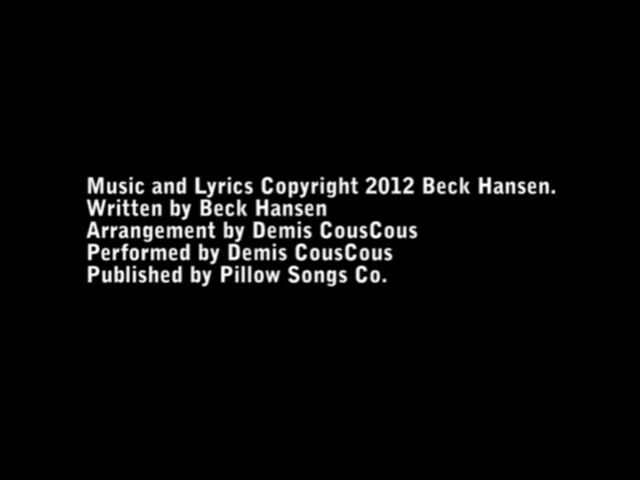 Music and Lyrics Copyright 2012 Beck Hansen.
Written by Beck Hansen
Arrangement by Demis CousCous
Performed by Demis CousCous
Published by Pillow Songs Co.